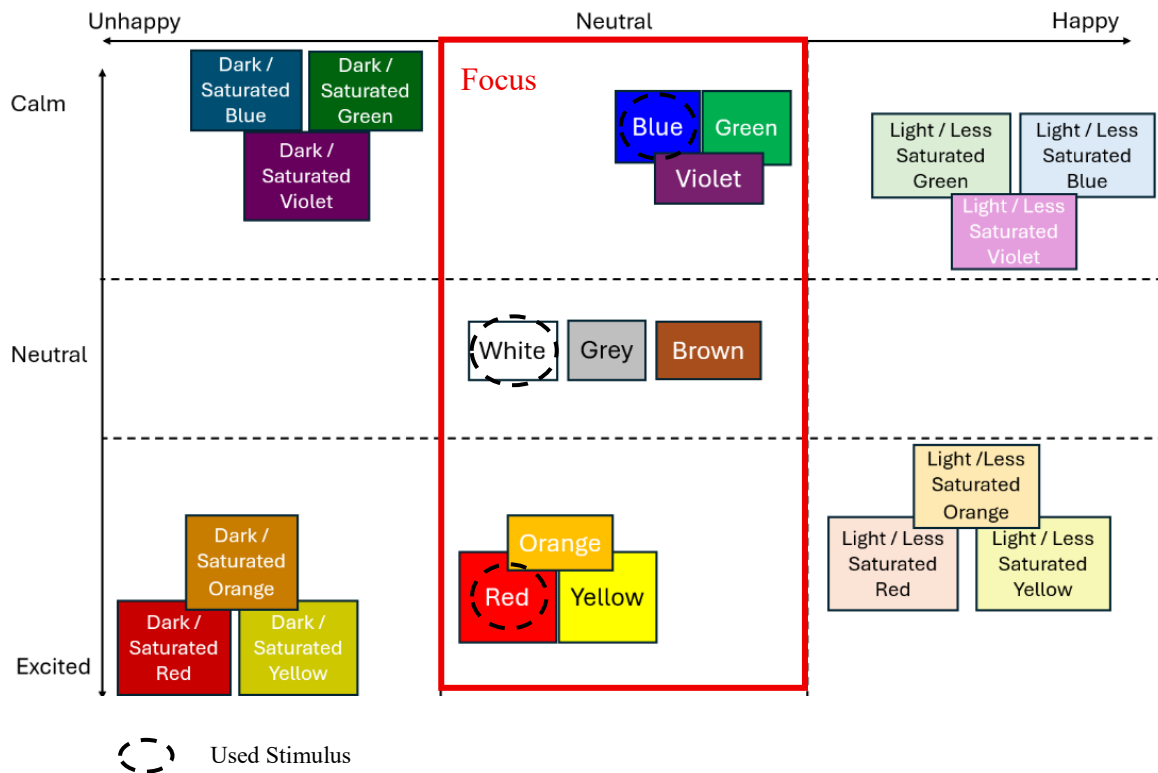 Unhappy
Neutral
Happy
Calm
Dark /
Saturated
Blue
Dark /
Saturated
Green
Dark /
Saturated
Violet
Focus
Blue
Green
Violet
Light / Less
Saturated
Green
Light / Less
Saturated
Blue
Light / Less
Saturated
Violet
Neutral
White
Grey
Brown
Excited
Dark /
Saturated
Orange
Dark /
Saturated
Red
Dark /
Saturated
Yellow
Orange
Red
Yellow
Light /Less
Saturated
Orange
Light / Less
Saturated
Red
Light / Less
Saturated
Yellow
Used Stimulus